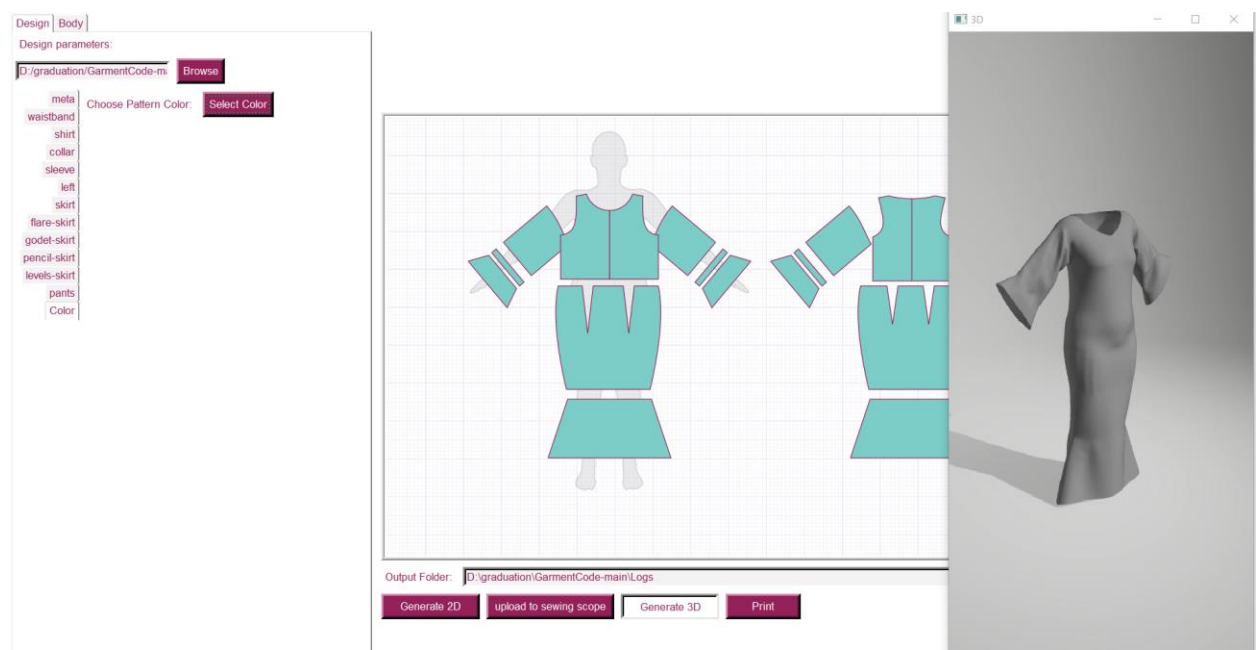 Design Body
Design parameters:
D:/graduation/GarmentCode-m
Browse
meta
Choose Pattern Color:
Select Color
waistband
shirt
collar
sleeve
left
skirt
flare-skirt
godet-skirt
pencil-skirt
levels-skirt
pants
Color
3D
Output Folder:
D:\graduation\GarmentCode-main\Logs
Generate 2D
upload to sewing scope
Generate 3D
Print